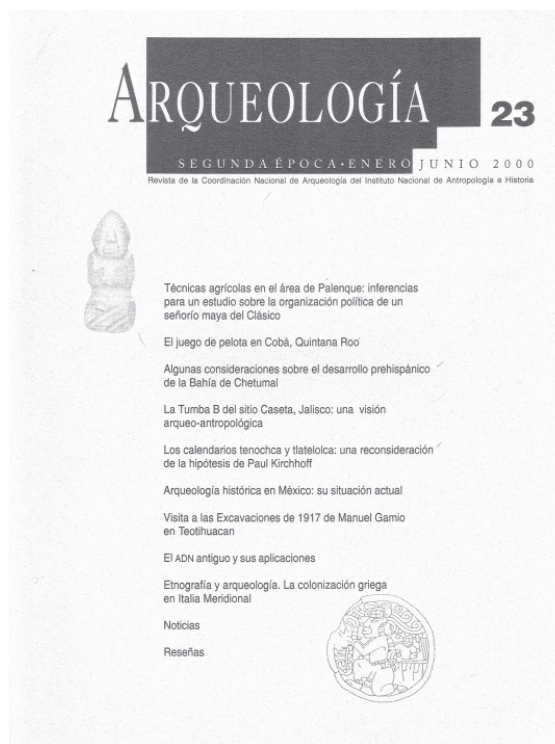 ARQUEOLOGÍA
23
SEGUNDA ÉPOCA • ENERO JUNIO 2000
Revista de la Coordinación Nacional de Arqueología del Instituto Nacional de Antropología e Historia
Técnicas agrícolas en el área de Palenque: inferencias
para un estudio sobre la organización política de un
señorío maya del Clásico
El juego de pelota en Cobá, Quintana Roo
Algunas consideraciones sobre el desarrollo prehispánico
de la Bahía de Chetumal
La Tumba B del sitio Caseta, Jalisco: una visión
arqueo-antropológica
Los calendarios tenochca y tlatelolca: una reconsideración
de la hipótesis de Paul Kirchhoff
Arqueología histórica en México: su situación actual
Visita a las Excavaciones de 1917 de Manuel Gamio
en Teotihuacan
El ADN antiguo y sus aplicaciones
Etnografía y arqueología. La colonización griega
en Italia Meridional
Noticias
Reseñas